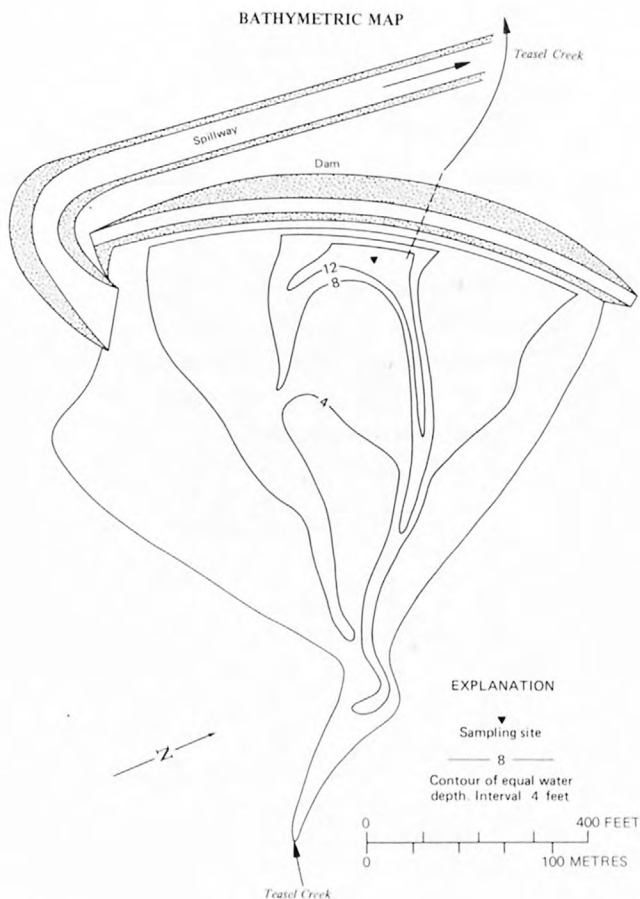 BATHYMETRIC MAP
Teasel Creek
Spillway
Dam
12
8
4
N
EXPLANATION
Sampling site
8
Contour of equal water
depth. Interval 4 feet
0 400 FEET
0 100 METRES
Teasel Creek